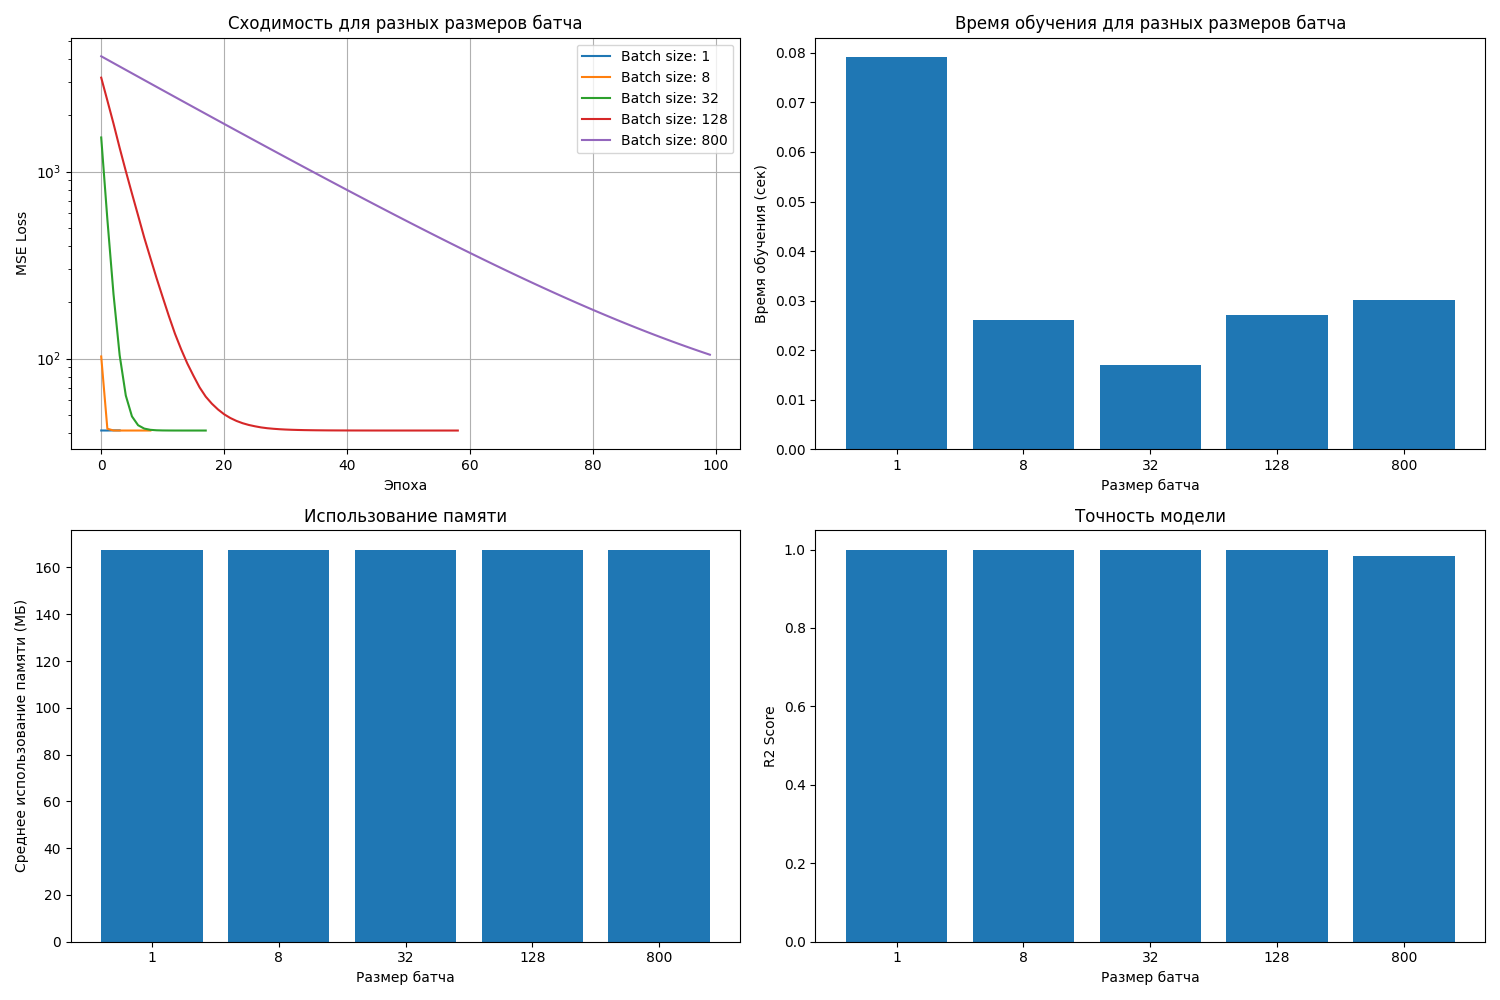 Сходимость для разных размеров батча
MSE Loss
10³
10²
Batch size: 1
Batch size: 8
Batch size: 32
Batch size: 128
Batch size: 800
0 20 40 60 80 100
Эпоха
Время обучения для разных размеров батча
Время обучения (сек)
0.08
0.07
0.06
0.05
0.04
0.03
0.02
0.01
0.00
1 8 32 128 800
Размер батча
Использование памяти
Среднее использование памяти (МБ)
160
140
120
100
80
60
40
20
0
1 8 32 128 800
Размер батча
Точность модели
R2 Score
1.0
0.8
0.6
0.4
0.2
0.0
1 8 32 128 800
Размер батча